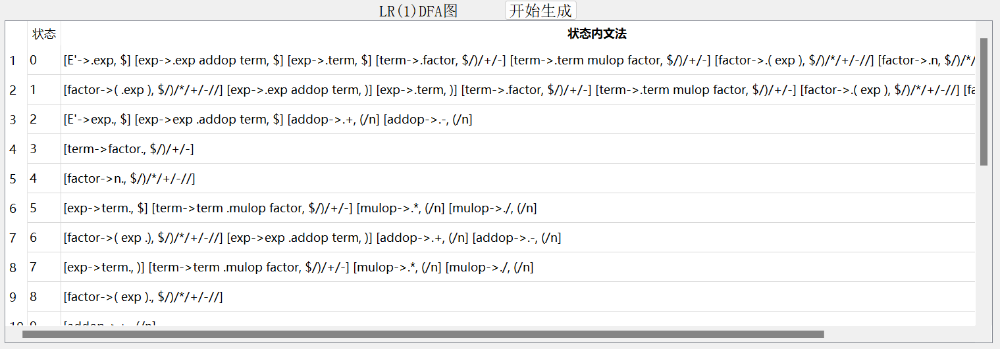 LR(1)DFA图 开始生成
状态 状态内文法
1 0 [E'->.exp, $] [exp->.exp addop term, $] [exp->.term, $] [term->.factor, $/)/+/-] [term->.term mulop factor, $/)/+/-] [factor->.( exp ), $/)/*/+/-//] [factor->.n, $/)/*/
2 1 [factor->( .exp ), $/)/*/+/-//] [exp->.exp addop term, )] [exp->.term, )] [term->.factor, $/)/+/-] [term->.term mulop factor, $/)/+/-] [factor->.( exp ), $/)/*/+/-//] [fa
3 2 [E'->exp., $] [exp->exp .addop term, $] [addop->.+, (/n] [addop->.-, (/n]
4 3 [term->factor., $/)/+/-]
5 4 [factor->n., $/)/*/+/-//]
6 5 [exp->term., $] [term->term .mulop factor, $/)/+/-] [mulop->.*, (/n] [mulop->./, (/n]
7 6 [factor->( exp .), $/)/*/+/-//] [exp->exp .addop term, )] [addop->.+, (/n] [addop->.-, (/n]
8 7 [exp->term., )] [term->term .mulop factor, $/)/+/-] [mulop->.*, (/n] [mulop->./, (/n]
9 8 [factor->( exp )., $/)/*/+/-//]